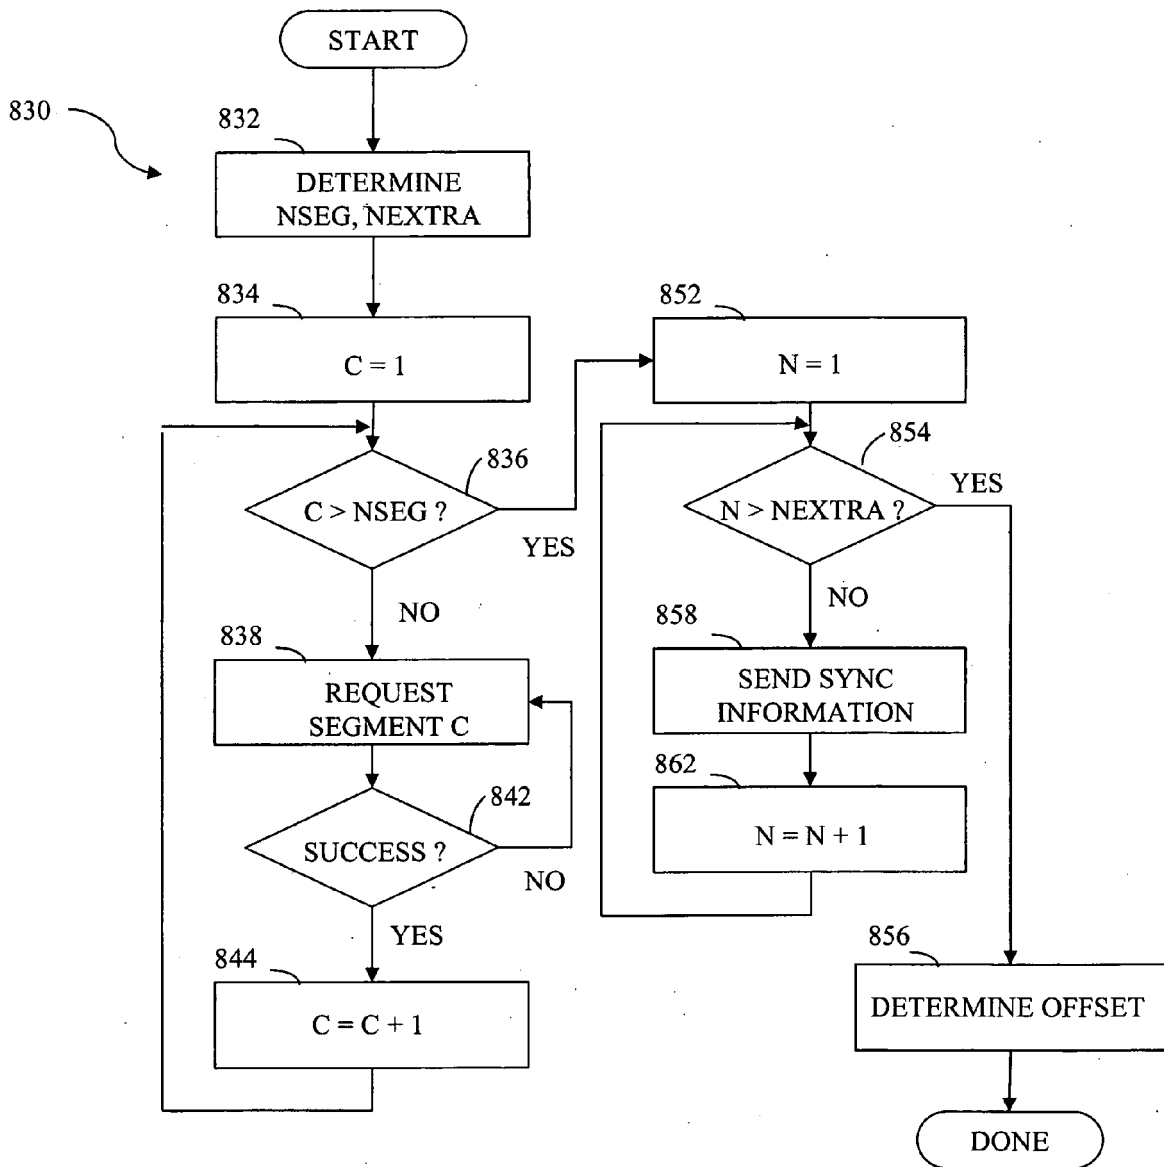 START
830
832
DETERMINE
NSEG, NEXTRA
834
C = 1
852
N = 1
836
C > NSEG ?
YES
NO
854
N > NEXTRA ?
YES
NO
838
REQUEST
SEGMENT C
842
SUCCESS ?
NO
YES
844
C = C + 1
858
SEND SYNC
INFORMATION
862
N = N + 1
856
DETERMINE OFFSET
DONE